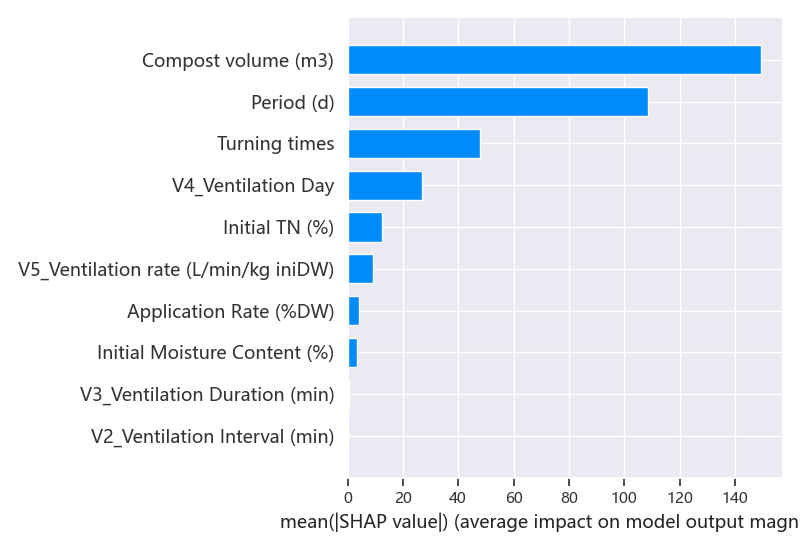 Compost volume (m3)
Period (d)
Turning times
V4_Ventilation Day
Initial TN (%)
V5_Ventilation rate (L/min/kg iniDW)
Application Rate (%DW)
Initial Moisture Content (%)
V3_Ventilation Duration (min)
V2_Ventilation Interval (min)
0 20 40 60 80 100 120 140
mean(|SHAP value|) (average impact on model output magn